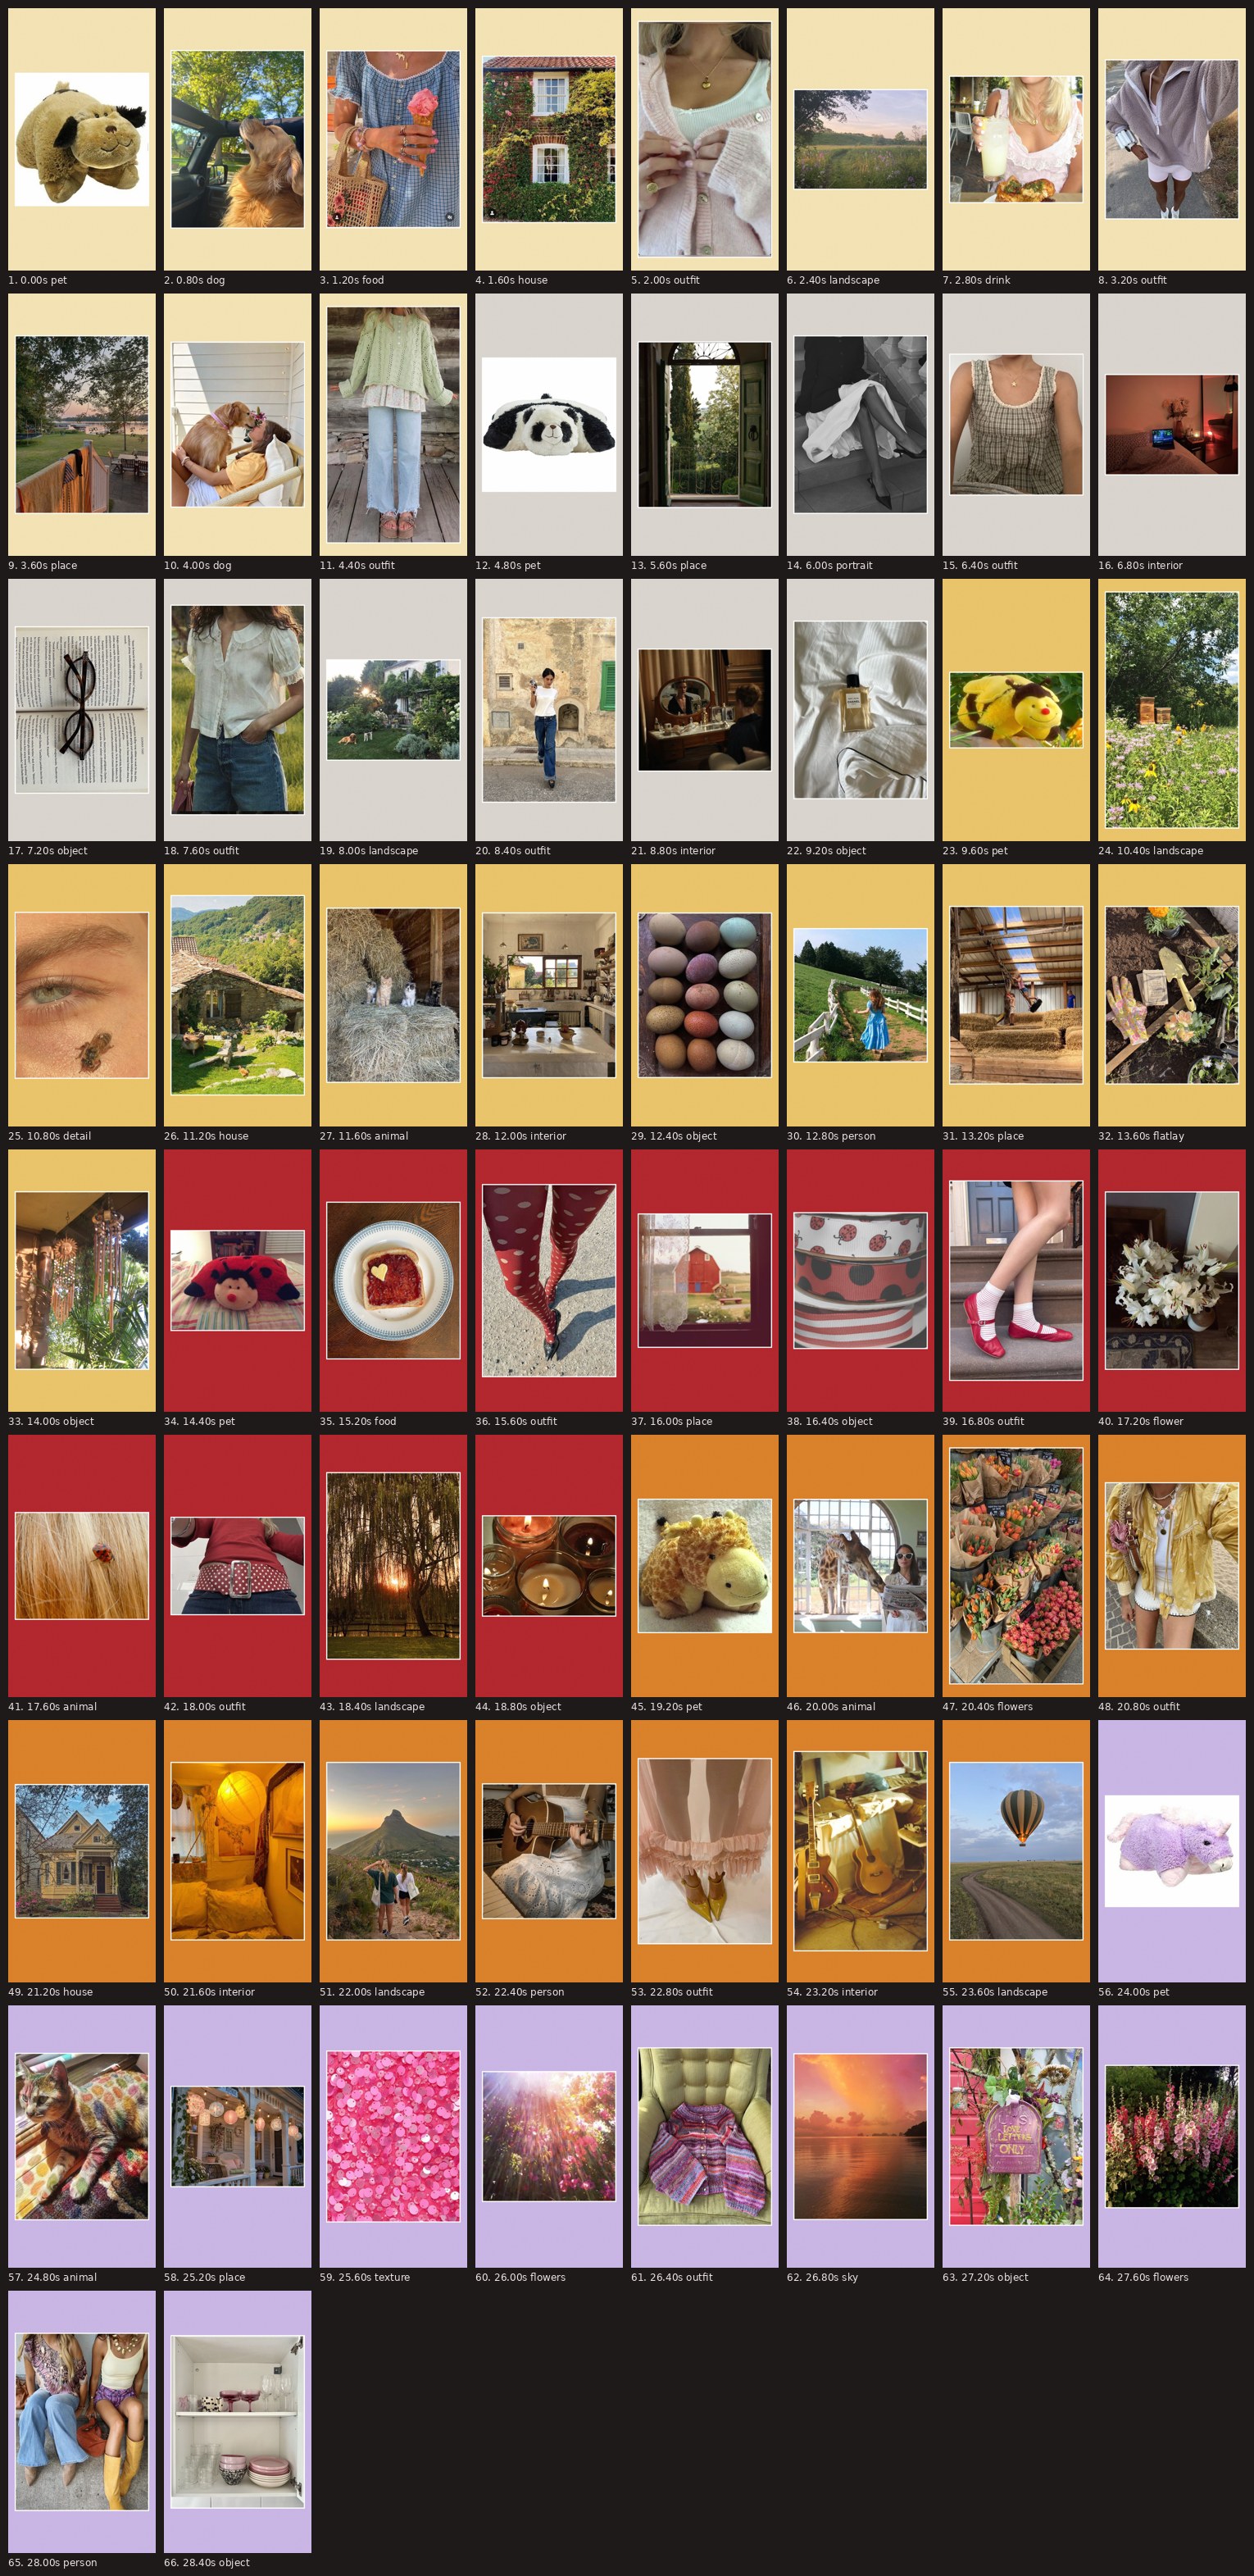 1. 0.00s pet
2. 0.80s dog
3. 1.20s food
4. 1.60s house
5. 2.00s outfit
6. 2.40s landscape
7. 2.80s drink
8. 3.20s outfit
9. 3.60s place
10. 4.00s dog
11. 4.40s outfit
12. 4.80s pet
13. 5.60s place
14. 6.00s portrait
15. 6.40s outfit
16. 6.80s interior
17. 7.20s object
18. 7.60s outfit
19. 8.00s landscape
20. 8.40s outfit
21. 8.80s interior
22. 9.20s object
23. 9.60s pet
24. 10.40s landscape
25. 10.80s detail
26. 11.20s house
27. 11.60s animal
28. 12.00s interior
29. 12.40s object
30. 12.80s person
31. 13.20s place
32. 13.60s flatlay
33. 14.00s object
34. 14.40s pet
35. 15.20s food
36. 15.60s outfit
37. 16.00s place
38. 16.40s object
39. 16.80s outfit
40. 17.20s flower
41. 17.60s animal
42. 18.00s outfit
43. 18.40s landscape
44. 18.80s object
45. 19.20s pet
46. 20.00s animal
47. 20.40s flowers
48. 20.80s outfit
49. 21.20s house
50. 21.60s interior
51. 22.00s landscape
52. 22.40s person
53. 22.80s outfit
54. 23.20s interior
55. 23.60s landscape
56. 24.00s pet
LOVE
LETTERS
ONLY
57. 24.80s animal
58. 25.20s place
59. 25.60s texture
60. 26.00s flowers
61. 26.40s outfit
62. 26.80s sky
63. 27.20s object
64. 27.60s flowers
65. 28.00s person
66. 28.40s object